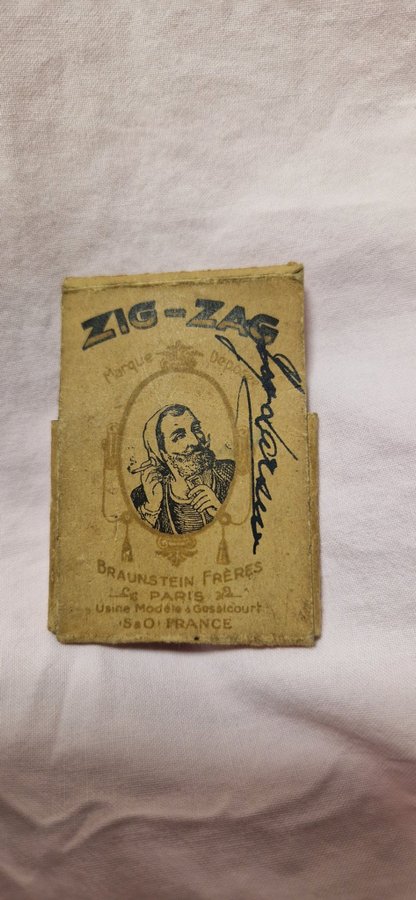 ZIG-ZAG
Marque Dépo
BRAUNSTEIN FRÈRES
PARIS
Usine Modèle à Gassicourt
(S&O) FRANCE